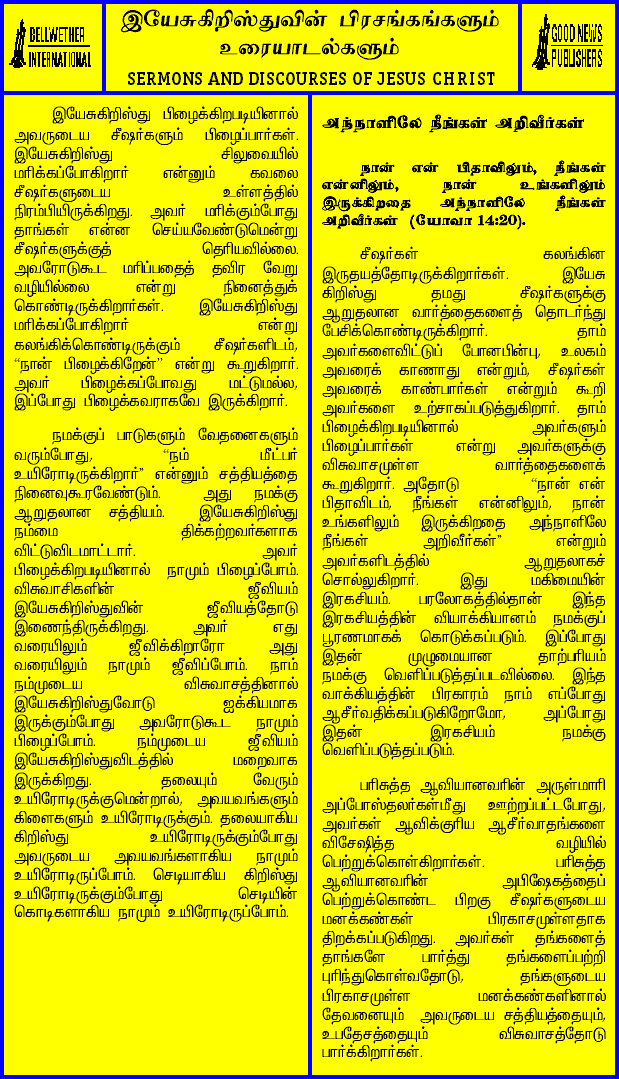 BELLWETHER
INTERNATIONAL
இயேசுகிறிஸ்துவின் பிரசங்கங்களும்
உரையாடல்களும்
SERMONS AND DISCOURSES OF JESUS CHRIST
GOOD NEWS
PUBLISHERS
இயேசுகிறிஸ்து பிழைக்கிறபடியினால்
அவருடைய சீஷர்களும் பிழைப்பார்கள்.
இயேசுகிறிஸ்து சிலுவையில்
மரிக்கப்போகிறார் என்னும் கவலை
சீஷர்களுடைய உள்ளத்தில்
நிரம்பியிருக்கிறது. அவர் மரிக்கும்போது
தாங்கள் என்ன செய்யவேண்டுமென்று
சீஷர்களுக்குத் தெரியவில்லை.
அவரோடுகூட மரிப்பதைத் தவிர வேறு
வழியில்லை என்று நினைத்துக்
கொண்டிருக்கிறார்கள். இயேசுகிறிஸ்து
மரிக்கப்போகிறார் என்று
கலங்கிக்கொண்டிருக்கும் சீஷர்களிடம்,
“நான் பிழைக்கிறேன்” என்று கூறுகிறார்.
அவர் பிழைக்கப்போவது மட்டுமல்ல,
இப்போது பிழைக்கவராகவே இருக்கிறார்.
நமக்குப் பாடுகளும் வேதனைகளும்
வரும்போது, “நம் மீட்பர்
உயிரோடிருக்கிறார்” என்னும் சத்தியத்தை
நினைவுகூரவேண்டும். அது நமக்கு
ஆறுதலான சத்தியம். இயேசுகிறிஸ்து
நம்மை திக்கற்றவர்களாக
விட்டுவிடமாட்டார். அவர்
பிழைக்கிறபடியினால் நாமும் பிழைப்போம்.
விசுவாசிகளின் ஜீவியம்
இயேசுகிறிஸ்துவின் ஜீவியத்தோடு
இணைந்திருக்கிறது. அவர் எது
வரையிலும் ஜீவிக்கிறாரோ அது
வரையிலும் நாமும் ஜீவிப்போம். நாம்
நம்முடைய விசுவாசத்தினால்
இயேசுகிறிஸ்துவோடு ஐக்கியமாக
இருக்கும்போது அவரோடுகூட நாமும்
பிழைப்போம். நம்முடைய ஜீவியம்
இயேசுகிறிஸ்துவிடத்தில் மறைவாக
இருக்கிறது. தலையும் வேரும்
உயிரோடிருக்குமென்றால், அவயவங்களும்
கிளைகளும் உயிரோடிருக்கும். தலையாகிய
கிறிஸ்து உயிரோடிருக்கும்போது
அவருடைய அவயவங்களாகிய நாமும்
உயிரோடிருப்போம். செடியாகிய கிறிஸ்து
உயிரோடிருக்கும்போது செடியின்
கொடிகளாகிய நாமும் உயிரோடிருப்போம்.
அந்நாளிலே நீங்கள் அறிவீர்கள்
நான் என் பிதாவிலும், நீங்கள்
என்னிலும், நான் உங்களிலும்
இருக்கிறதை அந்நாளிலே நீங்கள்
அறிவீர்கள் (யோவா 14:20).
சீஷர்கள் கலங்கின
இருதயத்தோடிருக்கிறார்கள். இயேசு
கிறிஸ்து தமது சீஷர்களுக்கு
ஆறுதலான வார்த்தைகளைத் தொடர்ந்து
பேசிக்கொண்டிருக்கிறார். தாம்
அவர்களைவிட்டுப் போனபின்பு, உலகம்
அவரைக் காணாது என்றும், சீஷர்கள்
அவரைக் காண்பார்கள் என்றும் கூறி
அவர்களை உற்சாகப்படுத்துகிறார். தாம்
பிழைக்கிறபடியினால் அவர்களும்
பிழைப்பார்கள் என்று அவர்களுக்கு
விசுவாசமுள்ள வார்த்தைகளைக்
கூறுகிறார். அதோடு “நான் என்
பிதாவிடம், நீங்கள் என்னிலும், நான்
உங்களிலும் இருக்கிறதை அந்நாளிலே
நீங்கள் அறிவீர்கள்” என்றும்
அவர்களிடத்தில் ஆறுதலாகச்
சொல்லுகிறார். இது மகிமையின்
இரகசியம். பரலோகத்தில்தான் இந்த
இரகசியத்தின் வியாக்கியானம் நமக்குப்
பூரணமாகக் கொடுக்கப்படும். இப்போது
இதன் முழுமையான தாற்பரியம்
நமக்கு வெளிப்படுத்தப்படவில்லை. இந்த
வாக்கியத்தின் பிரகாரம் நாம் எப்போது
ஆசீர்வதிக்கப்படுகிறோமோ, அப்போது
இதன் இரகசியம் நமக்கு
வெளிப்படுத்தப்படும்.
பரிசுத்த ஆவியானவரின் அருள்மாரி
அப்போஸ்தலர்கள்மீது ஊற்றப்பட்டபோது,
அவர்கள் ஆவிக்குரிய ஆசீர்வாதங்களை
விசேஷித்த வழியில்
பெற்றுக்கொள்கிறார்கள். பரிசுத்த
ஆவியானவரின் அபிஷேகத்தைப்
பெற்றுக்கொண்ட பிறகு சீஷர்களுடைய
மனக்கண்கள் பிரகாசமுள்ளதாக
திறக்கப்படுகிறது. அவர்கள் தங்களைத்
தாங்களே பார்த்து தங்களைப்பற்றி
புரிந்துகொள்வதோடு, தங்களுடைய
பிரகாசமுள்ள மனக்கண்களினால்
தேவனையும் அவருடைய சத்தியத்தையும்,
உபதேசத்தையும் விசுவாசத்தோடு
பார்க்கிறார்கள்.